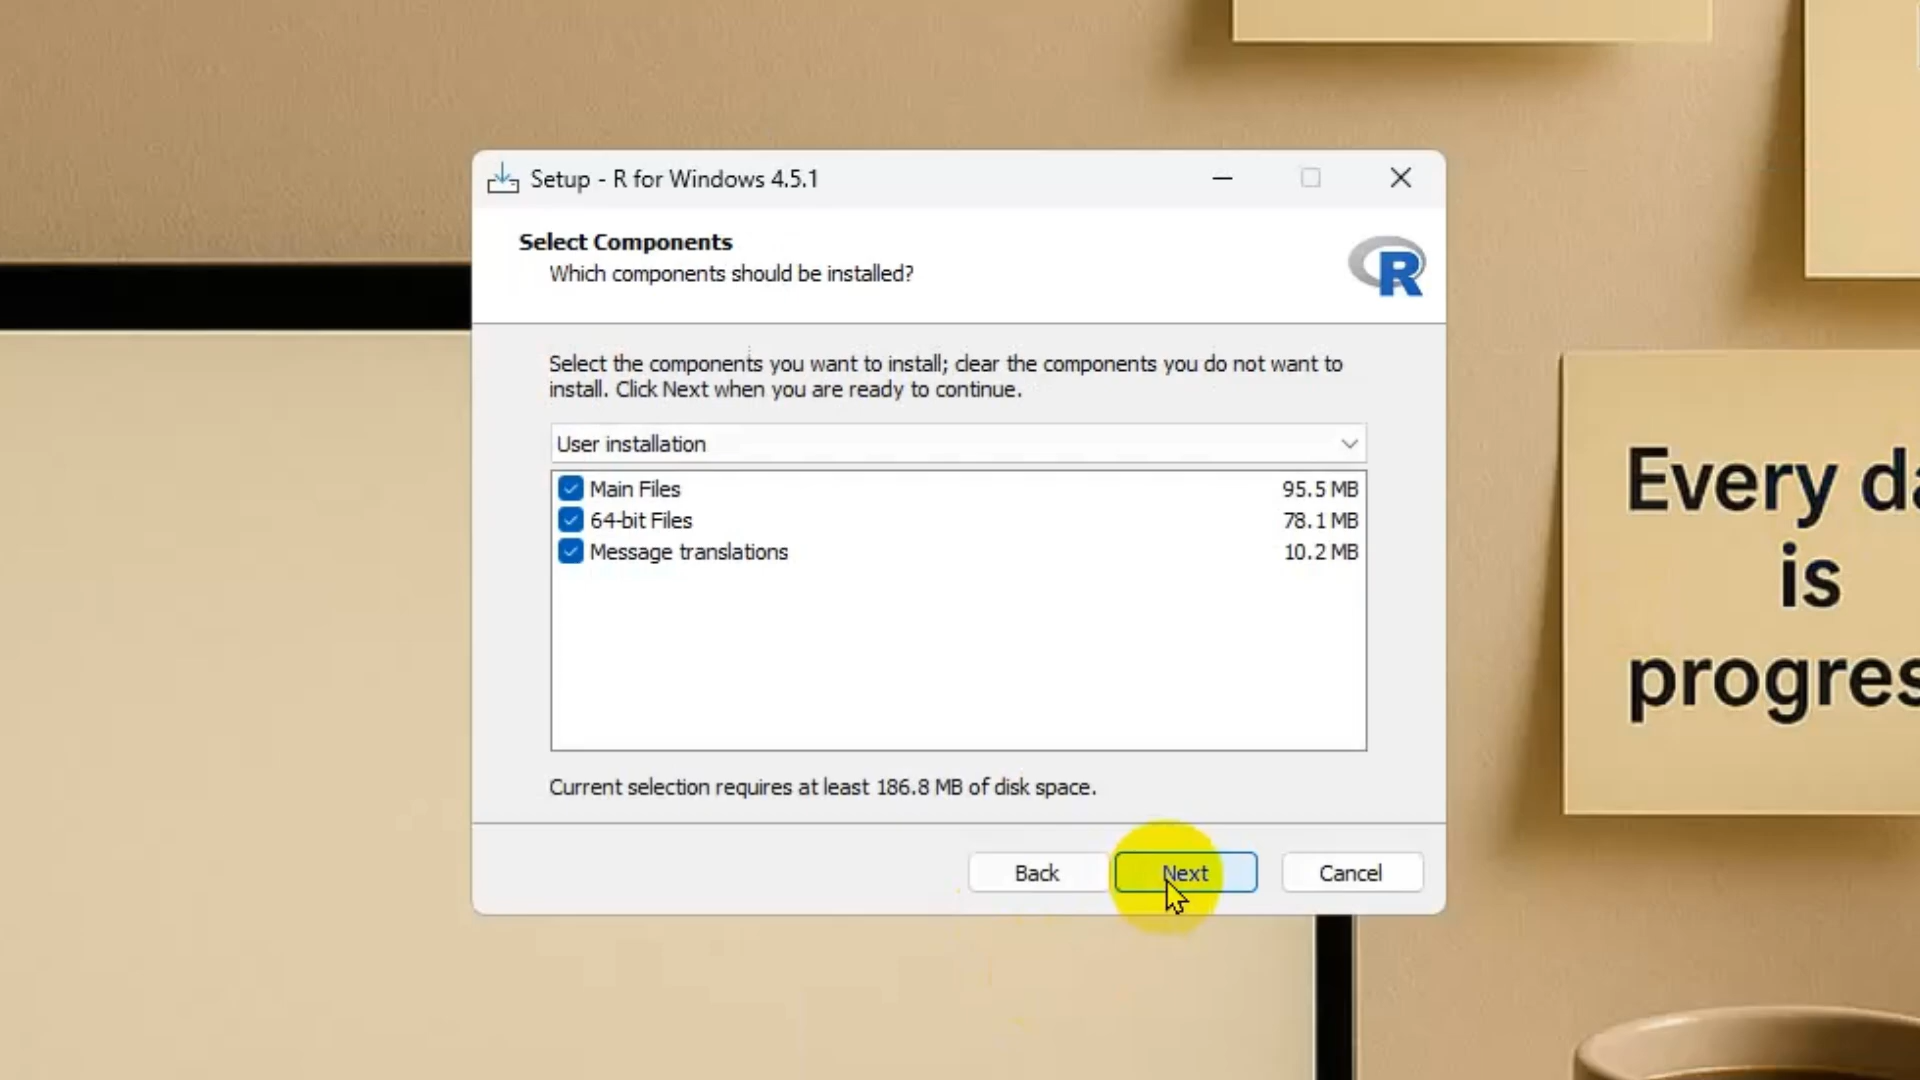 Setup - R for Windows 4.5.1
Select Components
Which components should be installed?
R
Select the components you want to install; clear the components you do not want to
install. Click Next when you are ready to continue.
User installation
Main Files 95.5 MB
64-bit Files 78.1 MB
Message translations 10.2 MB
Current selection requires at least 186.8 MB of disk space.
Back Next Cancel
Every da
is
progres